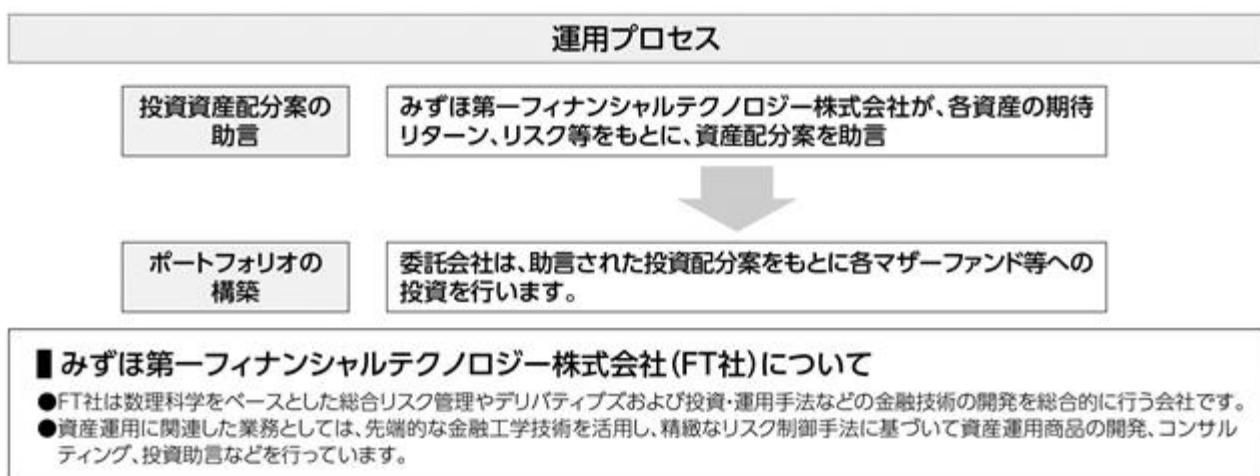 運用プロセス
投資資産配分案の
助言
みずほ第一フィナンシャルテクノロジー株式会社が、各資産の期待
リターン、リスク等をもとに、資産配分案を助言
ポートフォリオの
構築
委託会社は、助言された投資配分案をもとに各マザーファンド等への
投資を行います。
▮みずほ第一フィナンシャルテクノロジー株式会社(FT社)について
●FT社は数理科学をベースとした総合リスク管理やデリバティブズおよび投資・運用手法などの金融技術の開発を総合的に行う会社です。
●資産運用に関連した業務としては、先端的な金融工学技術を活用し、精緻なリスク制御手法に基づいて資産運用商品の開発、コンサル
ティング、投資助言などを行っています。